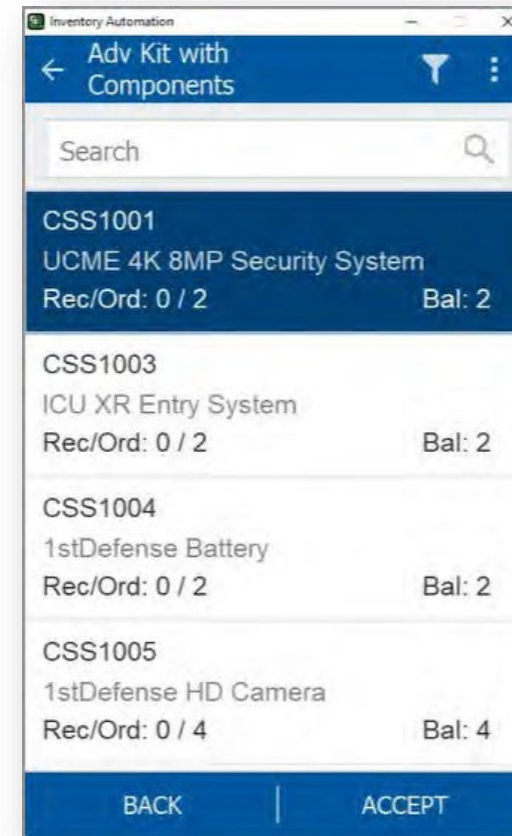 Inventory Automation
Adv Kit with
Components
Search
CSS1001
UCME 4K 8MP Security System
Rec/Ord: 0 / 2 Bal: 2
CSS1003
ICU XR Entry System
Rec/Ord: 0 / 2 Bal: 2
CSS1004
1stDefense Battery
Rec/Ord: 0 / 2 Bal: 2
CSS1005
1stDefense HD Camera
Rec/Ord: 0 / 4 Bal: 4
BACK ACCEPT